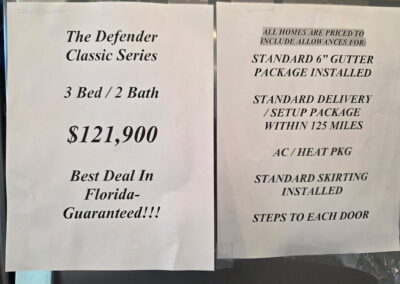 The Defender
Classic Series
3 Bed / 2 Bath
$121,900
Best Deal In
Florida-
Guaranteed!!!
ALL HOMES ARE PRICED TO
INCLUDE ALLOWANCES FOR:
STANDARD 6” GUTTER
PACKAGE INSTALLED
STANDARD DELIVERY
/ SETUP PACKAGE
WITHIN 125 MILES
AC / HEAT PKG
STANDARD SKIRTING
INSTALLED
STEPS TO EACH DOOR